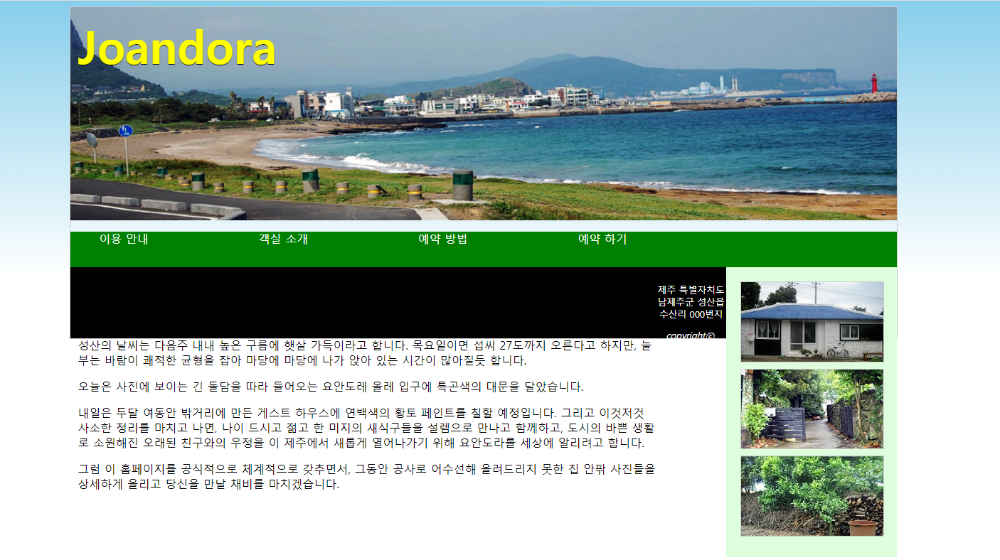 Joandora
이용 안내 객실 소개 예약 방법 예약 하기
제주 특별자치도
남제주군 성산읍
수산리 000번지
copyright©
성산의 날씨는 다음주 내내 높은 구름에 햇살 가득이라고 합니다. 목요일이면 섭씨 27도까지 오른다고 하지만, 늘
부는 바람이 쾌적한 균형을 잡아 마당에 마당에 나가 앉아 있는 시간이 많아질듯 합니다.
오늘은 사진에 보이는 긴 돌담을 따라 들어오는 요안도레 올레 입구에 특곤색의 대문을 달았습니다.
내일은 두달 여동안 밖거리에 만든 게스트 하우스에 연백색의 황토 페인트를 칠할 예정입니다. 그리고 이것저것
사소한 정리를 마치고 나면, 나이 드시고 젊고 한 미지의 새식구들을 설렘으로 만나고 함께하고, 도시의 바쁜 생활
로 소원해진 오래된 친구와의 우정을 이 제주에서 새롭게 열어나가기 위해 요안도라를 세상에 알리려고 합니다.
그럼 이 홈페이지를 공식적으로 체계적으로 갖추면서, 그동안 공사로 어수선해 올려드리지 못한 집 안팎 사진들을
상세하게 올리고 당신을 만날 채비를 마치겠습니다.